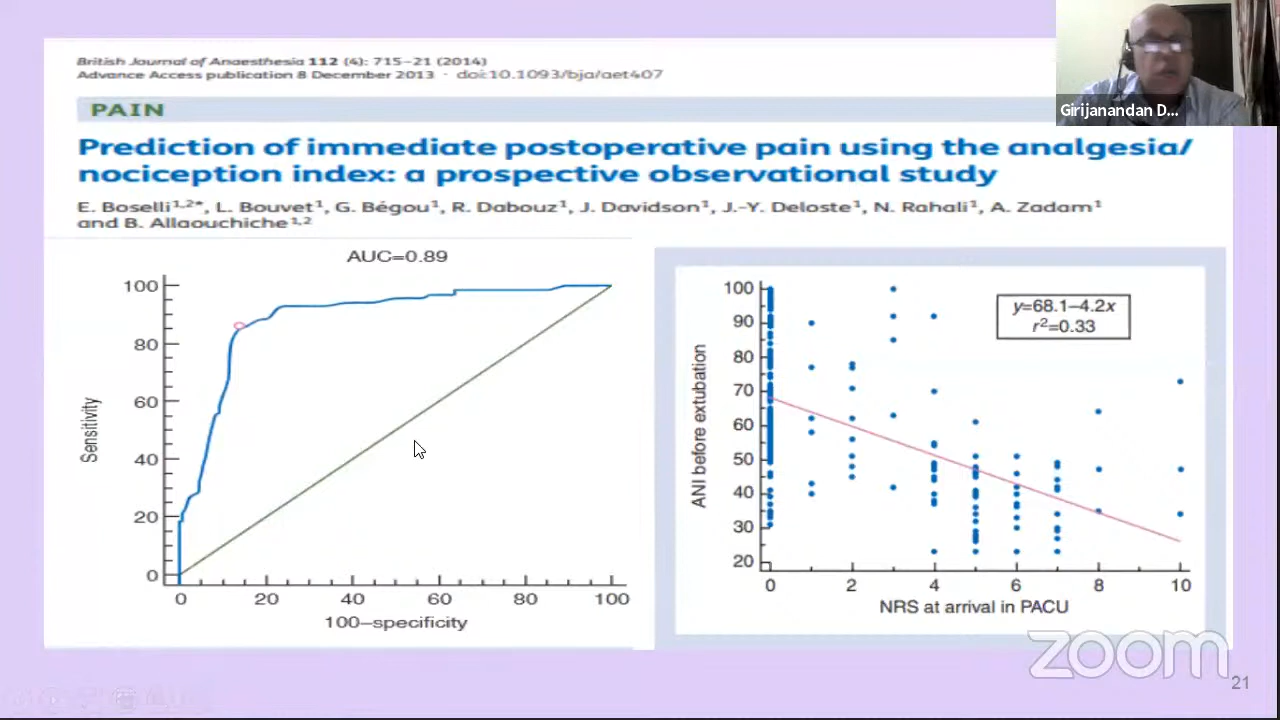 British Journal of Anaesthesia 112 (4): 715–21 (2014)
Advance Access publication 8 December 2013 · doi:10.1093/bja/aet407
Girijanandan D...
PAIN
Prediction of immediate postoperative pain using the analgesia/
nociception index: a prospective observational study
E. Boselli1,2*, L. Bouvet1, G. Bégou1, R. Dabouz1, J. Davidson1, J.-Y. Deloste1, N. Rahali1, A. Zadam1
and B. Allaouchiche1,2
AUC=0.89
100
80
60
40
20
0
Sensitivity
0 20 40 60 80 100
100–specificity
100
90
80
70
60
50
40
30
20
ANI before extubation
y=68.1–4.2x
r2=0.33
0 2 4 6 8 10
NRS at arrival in PACU
zoom
21